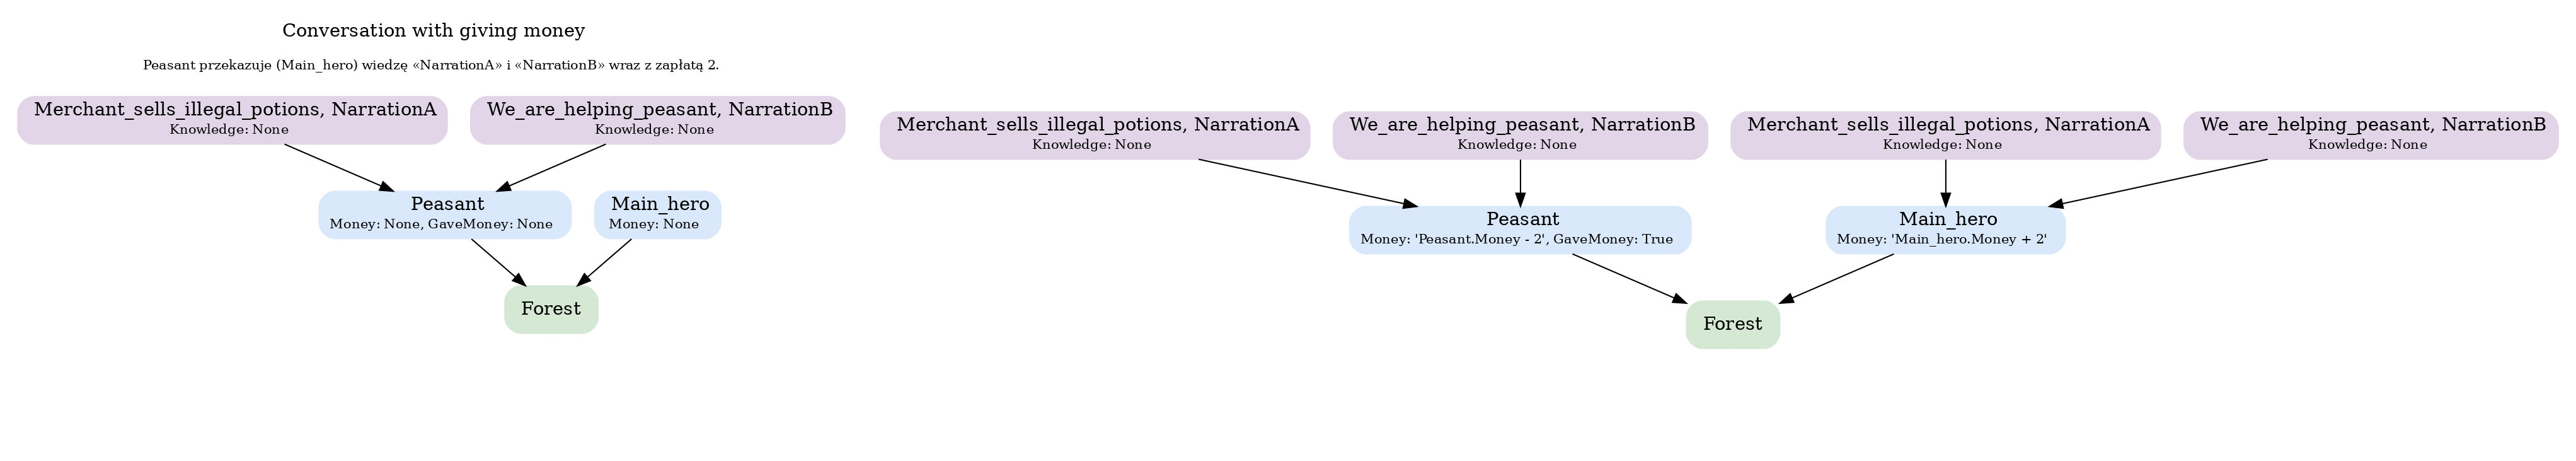 Conversation with giving money
Peasant przekazuje (Main_hero) wiedzę «NarrationA» i «NarrationB» wraz z zapłatą 2.
Merchant_sells_illegal_potions, NarrationA
Knowledge: None
We_are_helping_peasant, NarrationB
Knowledge: None
Peasant
Money: None, GaveMoney: None
Main_hero
Money: None
Forest
Merchant_sells_illegal_potions, NarrationA
Knowledge: None
We_are_helping_peasant, NarrationB
Knowledge: None
Merchant_sells_illegal_potions, NarrationA
Knowledge: None
We_are_helping_peasant, NarrationB
Knowledge: None
Peasant
Money: 'Peasant.Money - 2', GaveMoney: True
Main_hero
Money: 'Main_hero.Money + 2'
Forest